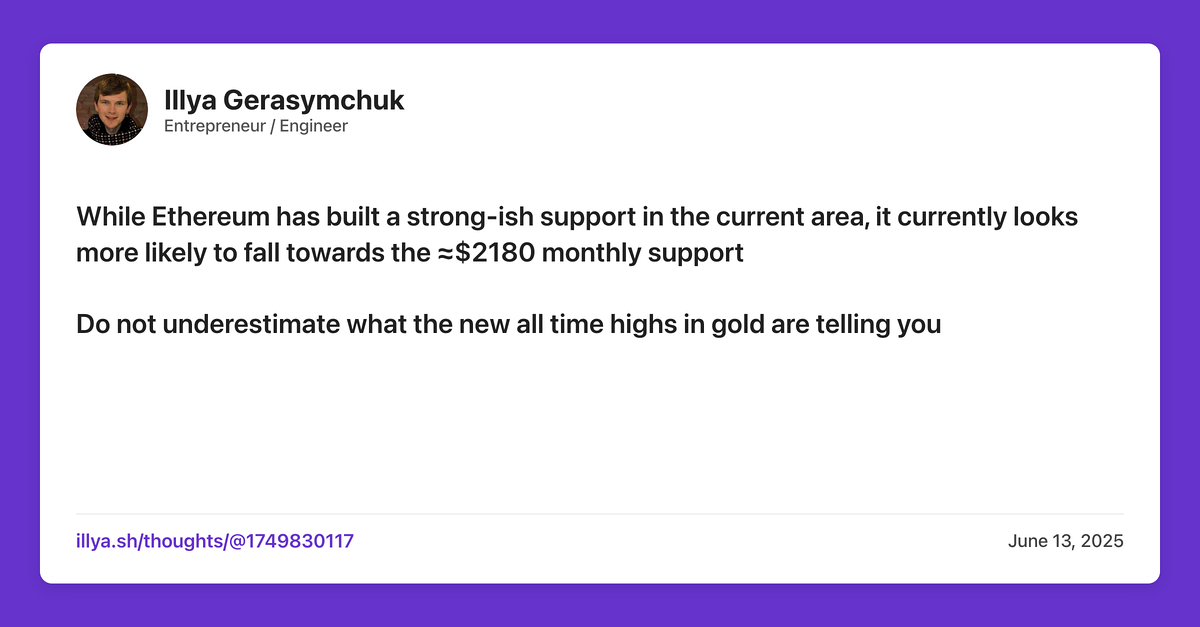 Illya Gerasymchuk
Entrepreneur / Engineer
While Ethereum has built a strong-ish support in the current area, it currently looks
more likely to fall towards the ≈$2180 monthly support
Do not underestimate what the new all time highs in gold are telling you
illya.sh/thoughts/@1749830117
June 13, 2025